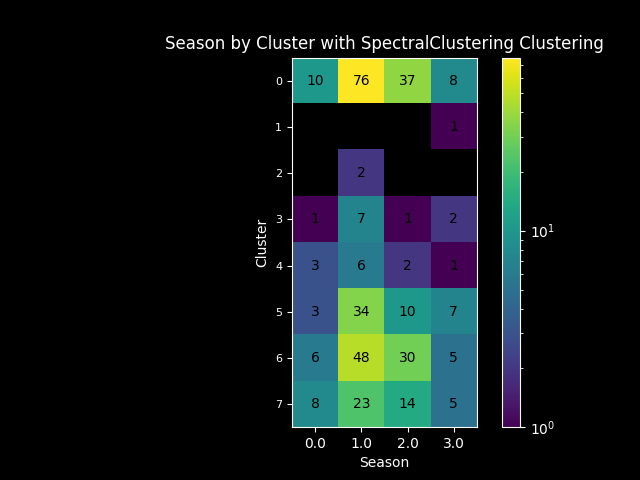 Season by Cluster with SpectralClustering Clustering
0 10 76 37 8
1 1
2 2
3 1 7 1 2
4 3 6 2 1
5 3 34 10 7
6 6 48 30 5
7 8 23 14 5
0.0 1.0 2.0 3.0
Season
Cluster
10¹
10⁰